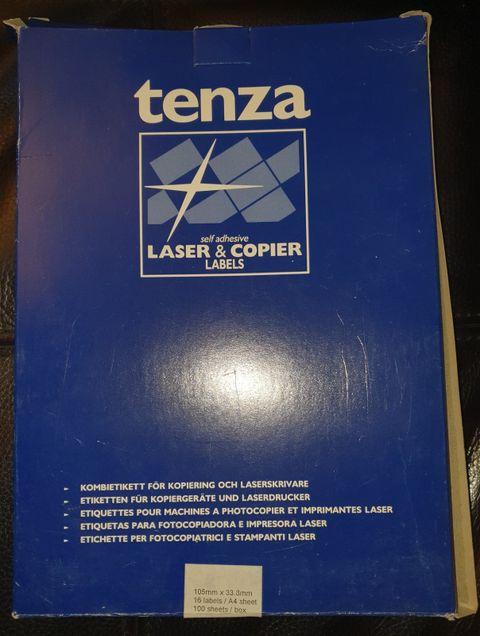 tenza
self adhesive
LASER & COPIER
LABELS
KOMBIETIKETT FÖR KOPIERING OCH LASERSKRIVARE
ETIKETTEN FÜR KOPIERGERÄTE UND LASERDRUCKER
ETIQUETTES POUR MACHINES A PHOTOCOPIER ET IMPRIMANTES LASER
ETIQUETAS PARA FOTOCOPIADORA E IMPRESORA LASER
ETICHETTE PER FOTOCOPIATRICI E STAMPANTI LASER
105mm x 33.8mm
16 labels / A4 sheet
100 sheets / box